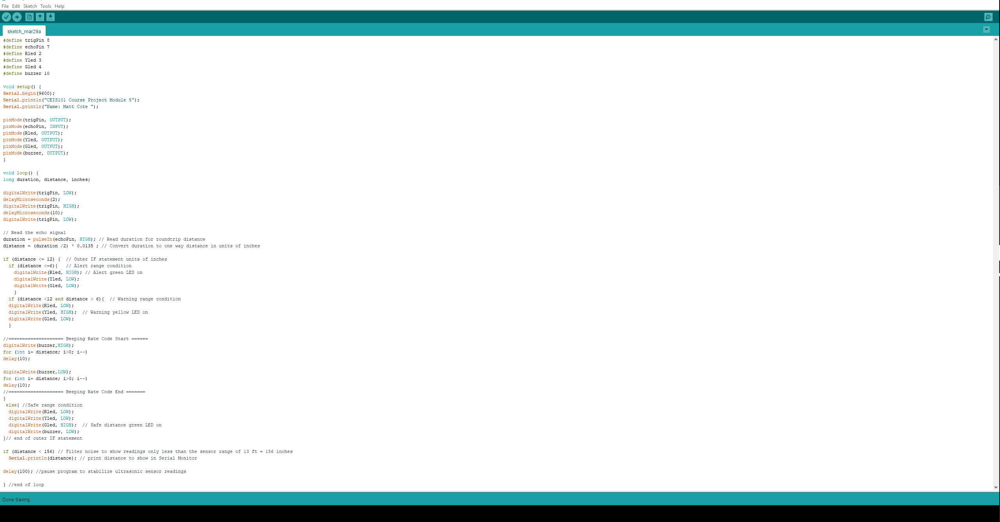 File Edit Sketch Tools Help
sketch_mar29a
#define trigPin 8
#define echoPin 7
#define Rled 2
#define Yled 3
#define Gled 4
#define buzzer 10
void setup() {
Serial.begin(9600);
Serial.println("CEIS101 Course Project Module 5");
Serial.println("Name: Matt Cote ");
pinMode(trigPin, OUTPUT);
pinMode(echoPin, INPUT);
pinMode(Rled, OUTPUT);
pinMode(Yled, OUTPUT);
pinMode(Gled, OUTPUT);
pinMode(buzzer, OUTPUT);
}
void loop() {
long duration, distance, inches;
digitalWrite(trigPin, LOW);
delayMicroseconds(2);
digitalWrite(trigPin, HIGH);
delayMicroseconds(10);
digitalWrite(trigPin, LOW);
// Read the echo signal
duration = pulseIn(echoPin, HIGH); // Read duration for roundtrip distance
distance = (duration /2) * 0.0135 ; // Convert duration to one way distance in units of inches
if (distance <= 12) {  // Outer IF statement units of inches
  if (distance <=6){   // Alert range condition
    digitalWrite(Rled, HIGH); // Alert green LED on
    digitalWrite(Yled, LOW);
    digitalWrite(Gled, LOW);
    }
  if (distance <12 and distance > 6){  // Warning range condition
  digitalWrite(Rled, LOW);
  digitalWrite(Yled, HIGH);  // Warning yellow LED on
  digitalWrite(Gled, LOW);
  }
//==================== Beeping Rate Code Start ======
digitalWrite(buzzer,HIGH);
for (int i= distance; i>0; i--)
delay(10);
digitalWrite(buzzer,LOW);
for (int i= distance; i>0; i--)
delay(10);
//==================== Beeping Rate Code End =======
}
 else{ //Safe range condition
  digitalWrite(Rled, LOW);
  digitalWrite(Yled, LOW);
  digitalWrite(Gled, HIGH);  // Safe distance green LED on
  digitalWrite(buzzer, LOW);
}// end of outer IF statement
if (distance < 156) // Filter noise to show readings only less than the sensor range of 13 ft = 156 inches
  Serial.println(distance); // print distance to show in Serial Monitor
delay(100); //pause program to stabilize ultrasonic sensor readings
} //end of loop
Done Saving.